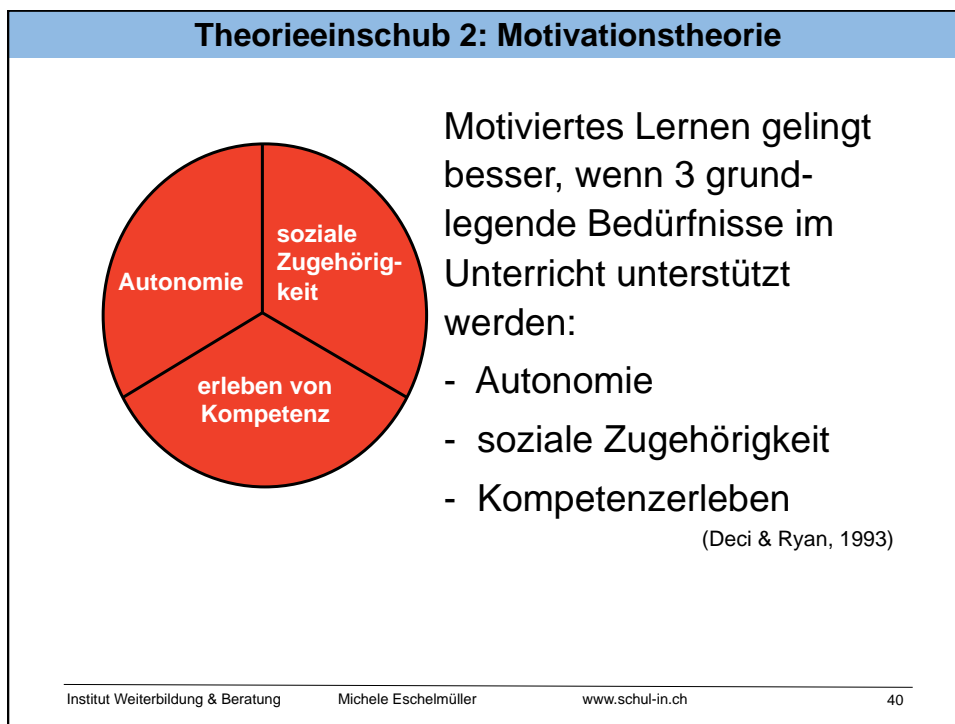 Theorieeinschub 2: Motivationstheorie
Autonomie
soziale
Zugehörig-
keit
erleben von
Kompetenz
Motiviertes Lernen gelingt
besser, wenn 3 grund-
legende Bedürfnisse im
Unterricht unterstützt
werden:
- Autonomie
- soziale Zugehörigkeit
- Kompetenzerleben
(Deci & Ryan, 1993)
Institut Weiterbildung & Beratung Michele Eschelmüller www.schul-in.ch 40